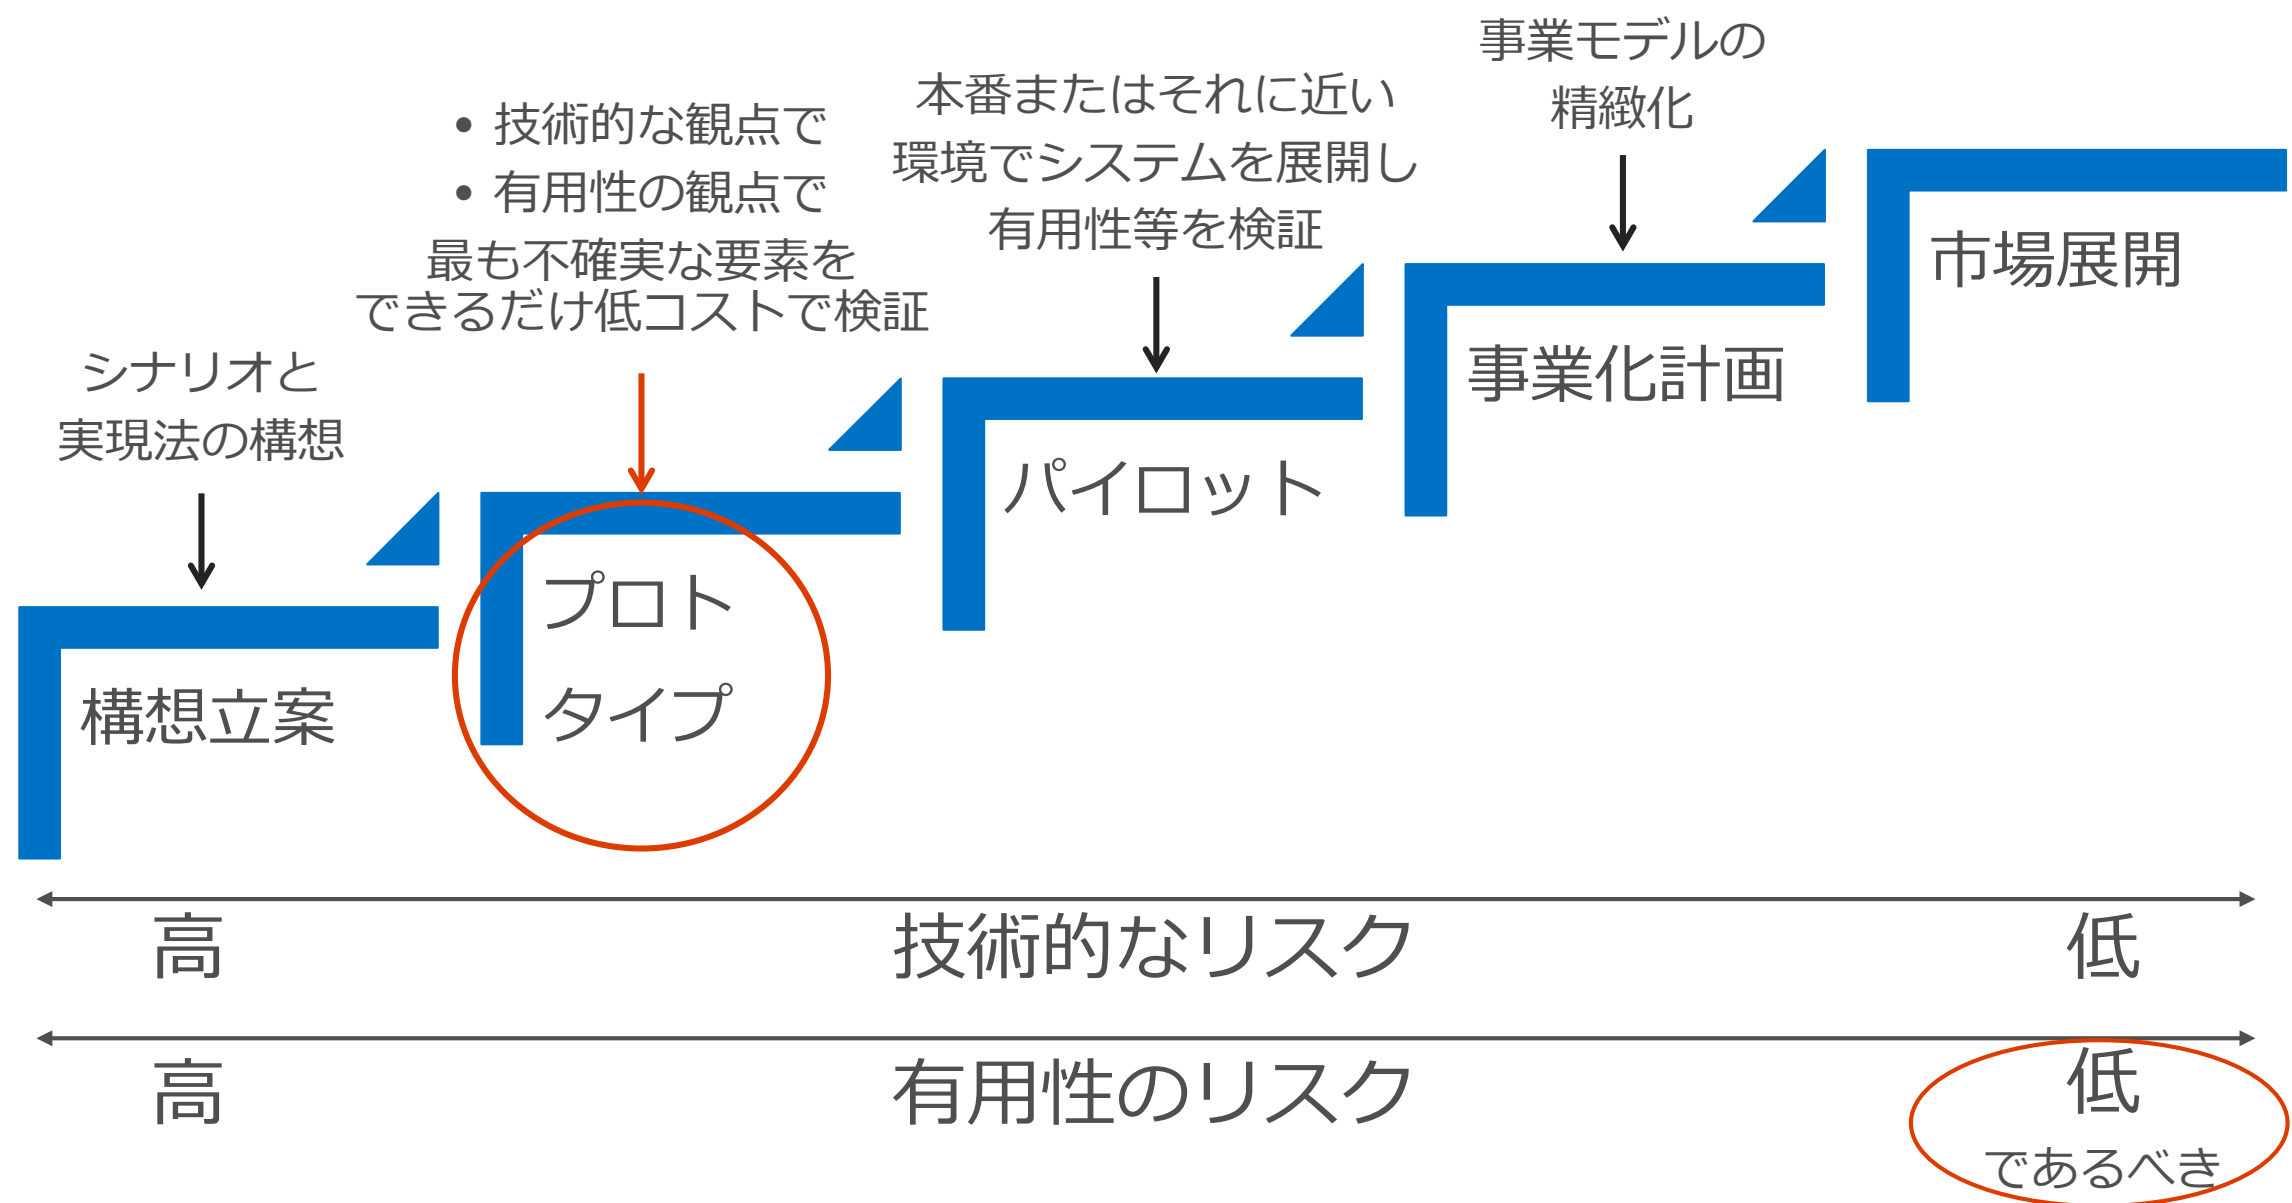 シナリオと
実現法の構想
構想立案
• 技術的な観点で
• 有用性の観点で
最も不確実な要素を
できるだけ低コストで検証
プロト
タイプ
本番またはそれに近い
環境でシステムを展開し
有用性等を検証
パイロット
事業モデルの
精緻化
事業化計画
市場展開
高 技術的なリスク 低
高 有用性のリスク 低
であるべき